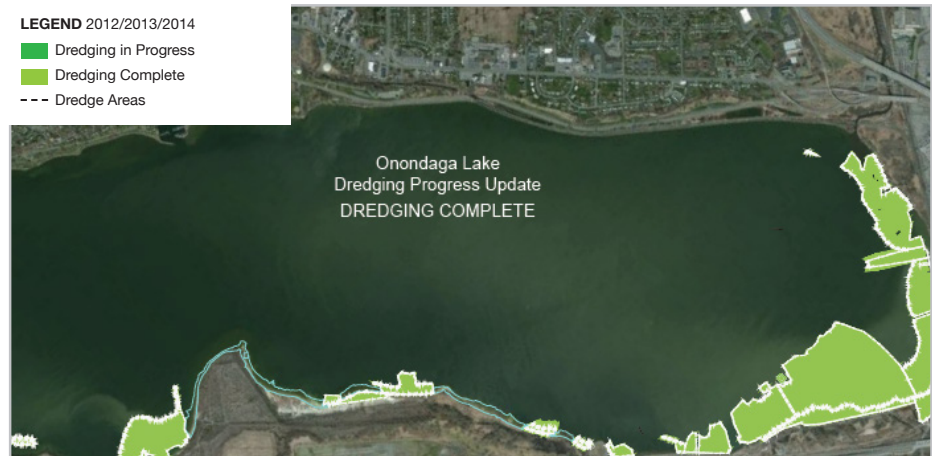 LEGEND 2012/2013/2014
Dredging in Progress
Dredging Complete
Dredge Areas
Onondaga Lake
Dredging Progress Update
DREDGING COMPLETE